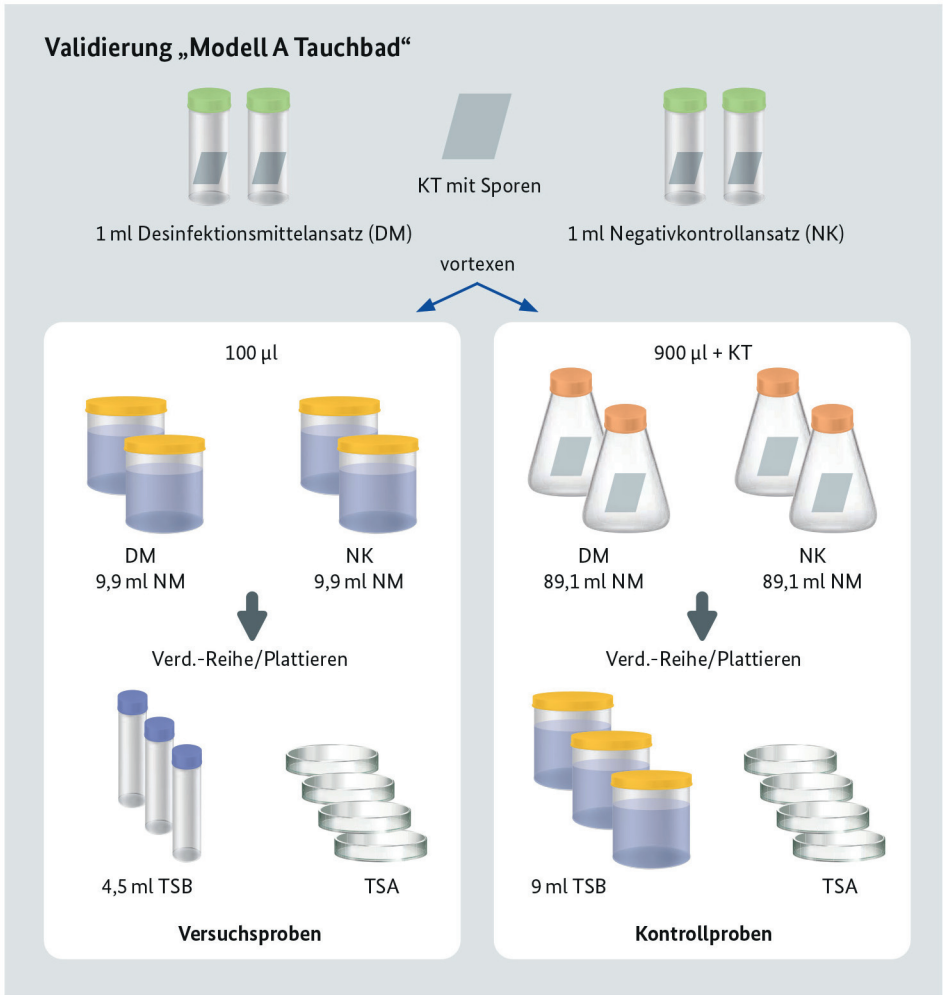 Validierung „Modell A Tauchbad“
KT mit Sporen
1 ml Desinfektionsmittelansatz (DM)
1 ml Negativkontrollansatz (NK)
vortexen
100 µl
DM
9,9 ml NM
NK
9,9 ml NM
Verd.-Reihe/Plattieren
4,5 ml TSB
TSA
Versuchsproben
900 µl + KT
DM
89,1 ml NM
NK
89,1 ml NM
Verd.-Reihe/Plattieren
9 ml TSB
TSA
Kontrollproben